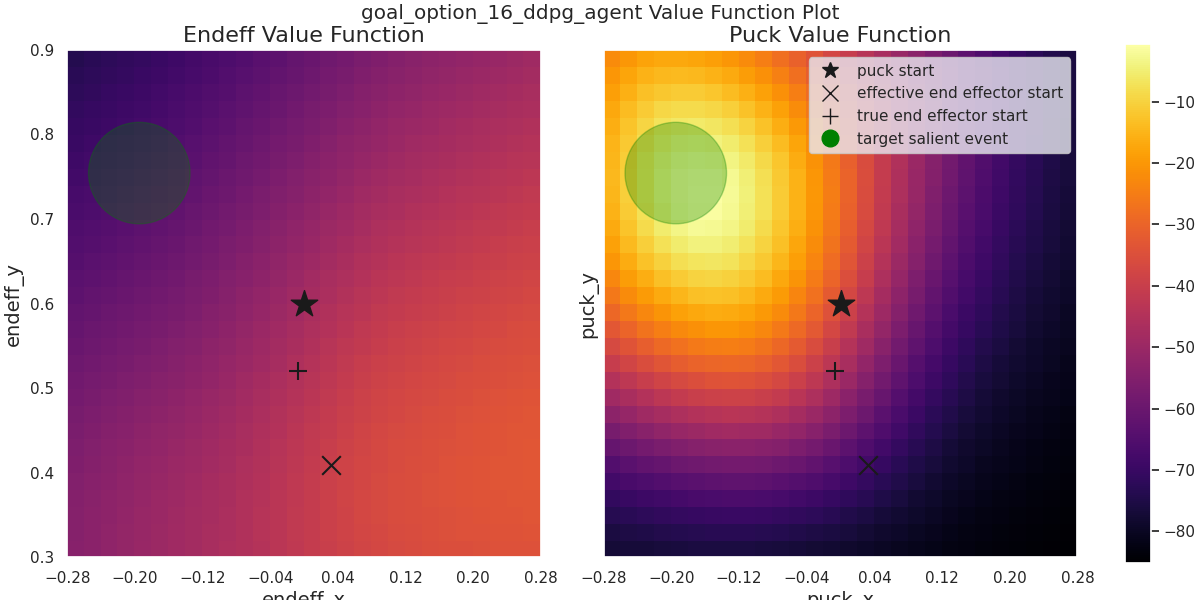 goal_option_16_ddpg_agent Value Function Plot
Endeff Value Function
Puck Value Function
0.9
0.8
0.7
0.6
0.5
0.4
0.3
endeff_y
−0.28 −0.20 −0.12 −0.04 0.04 0.12 0.20 0.28
endeff_x
puck_y
puck start
effective end effector start
true end effector start
target salient event
−0.28 −0.20 −0.12 −0.04 0.04 0.12 0.20 0.28
puck_x
−10
−20
−30
−40
−50
−60
−70
−80